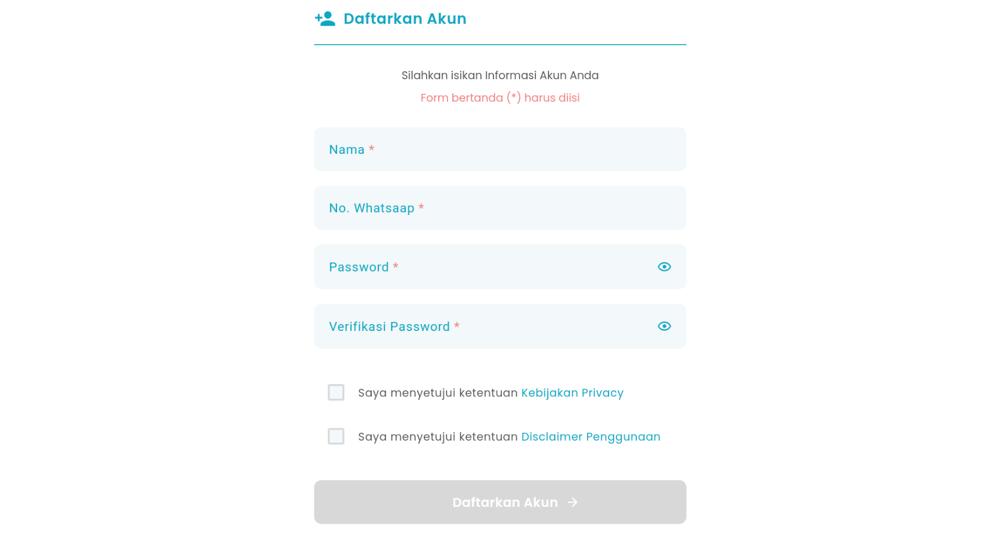 Daftarkan Akun
Silahkan isikan Informasi Akun Anda
Form bertanda (*) harus diisi
Nama *
No. Whatsaap *
Password *
Verifikasi Password *
Saya menyetujui ketentuan Kebijakan Privacy
Saya menyetujui ketentuan Disclaimer Penggunaan
Daftarkan Akun →